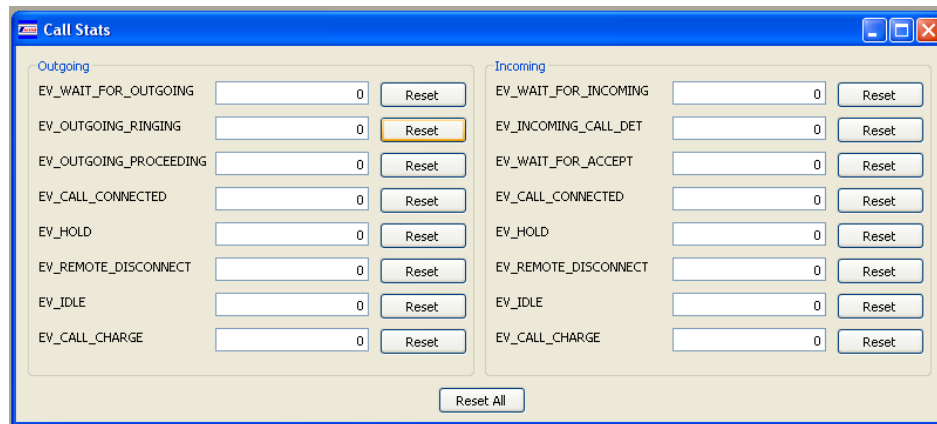 Call Stats
Outgoing
EV_WAIT_FOR_OUTGOING 0 Reset
EV_OUTGOING_RINGING 0 Reset
EV_OUTGOING_PROCEEDING 0 Reset
EV_CALL_CONNECTED 0 Reset
EV_HOLD 0 Reset
EV_REMOTE_DISCONNECT 0 Reset
EV_IDLE 0 Reset
EV_CALL_CHARGE 0 Reset
Incoming
EV_WAIT_FOR_INCOMING 0 Reset
EV_INCOMING_CALL_DET 0 Reset
EV_WAIT_FOR_ACCEPT 0 Reset
EV_CALL_CONNECTED 0 Reset
EV_HOLD 0 Reset
EV_REMOTE_DISCONNECT 0 Reset
EV_IDLE 0 Reset
EV_CALL_CHARGE 0 Reset
Reset All